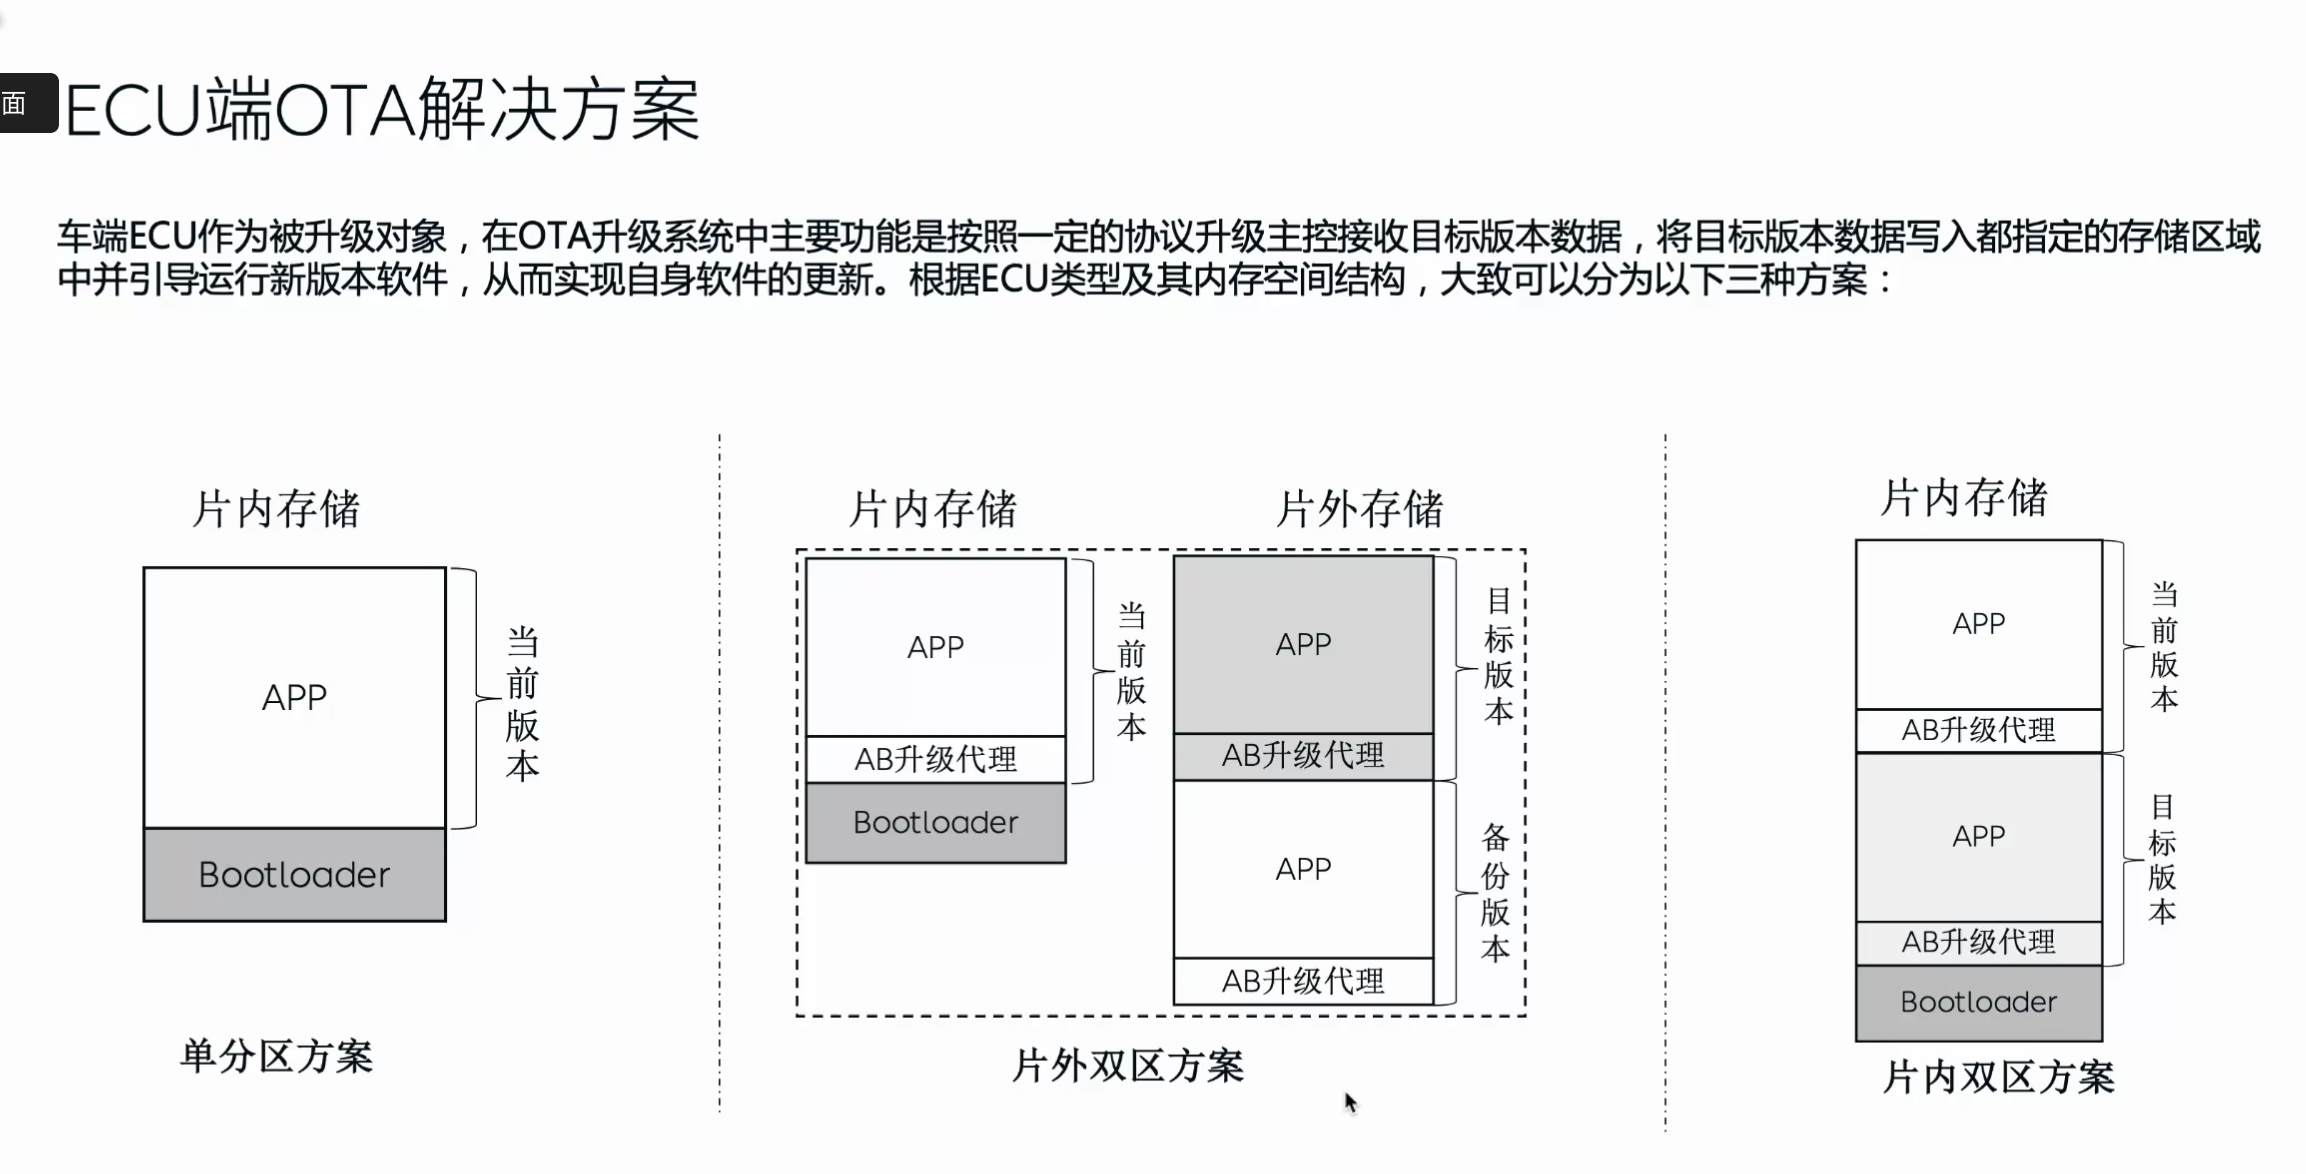 面
ECU端OTA解决方案
车端ECU作为被升级对象，在OTA升级系统中主要功能是按照一定的协议升级主控接收目标版本数据，将目标版本数据写入都指定的存储区域
中并引导运行新版本软件，从而实现自身软件的更新。根据ECU类型及其内存空间结构，大致可以分为以下三种方案：
片内存储
APP
当前版本
Bootloader
单分区方案
片内存储
片外存储
APP
当前版本
AB升级代理
Bootloader
APP
目标版本
AB升级代理
APP
备份版本
AB升级代理
片外双区方案
片内存储
APP
当前版本
AB升级代理
APP
目标版本
AB升级代理
Bootloader
片内双区方案